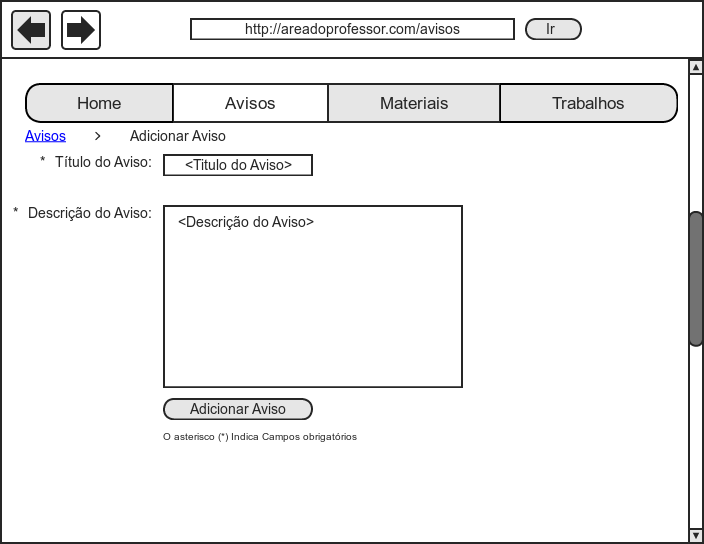 http://areadoprofessor.com/avisos Ir
Home Avisos Materiais Trabalhos
Avisos > Adicionar Aviso
* Título do Aviso: <Titulo do Aviso>
* Descrição do Aviso: <Descrição do Aviso>
Adicionar Aviso
O asterisco (*) Indica Campos obrigatórios